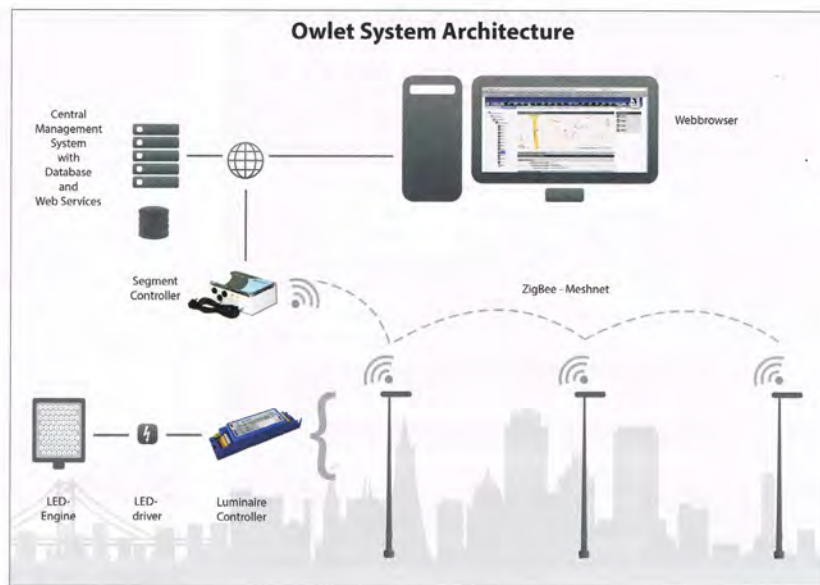 Owlet System Architecture
Central
Management
System
with
Database
and
Web Services
Webbrowser
Segment
Controller
ZigBee - Meshnet
LED-
Engine
LED-
driver
Luminaire
Controller